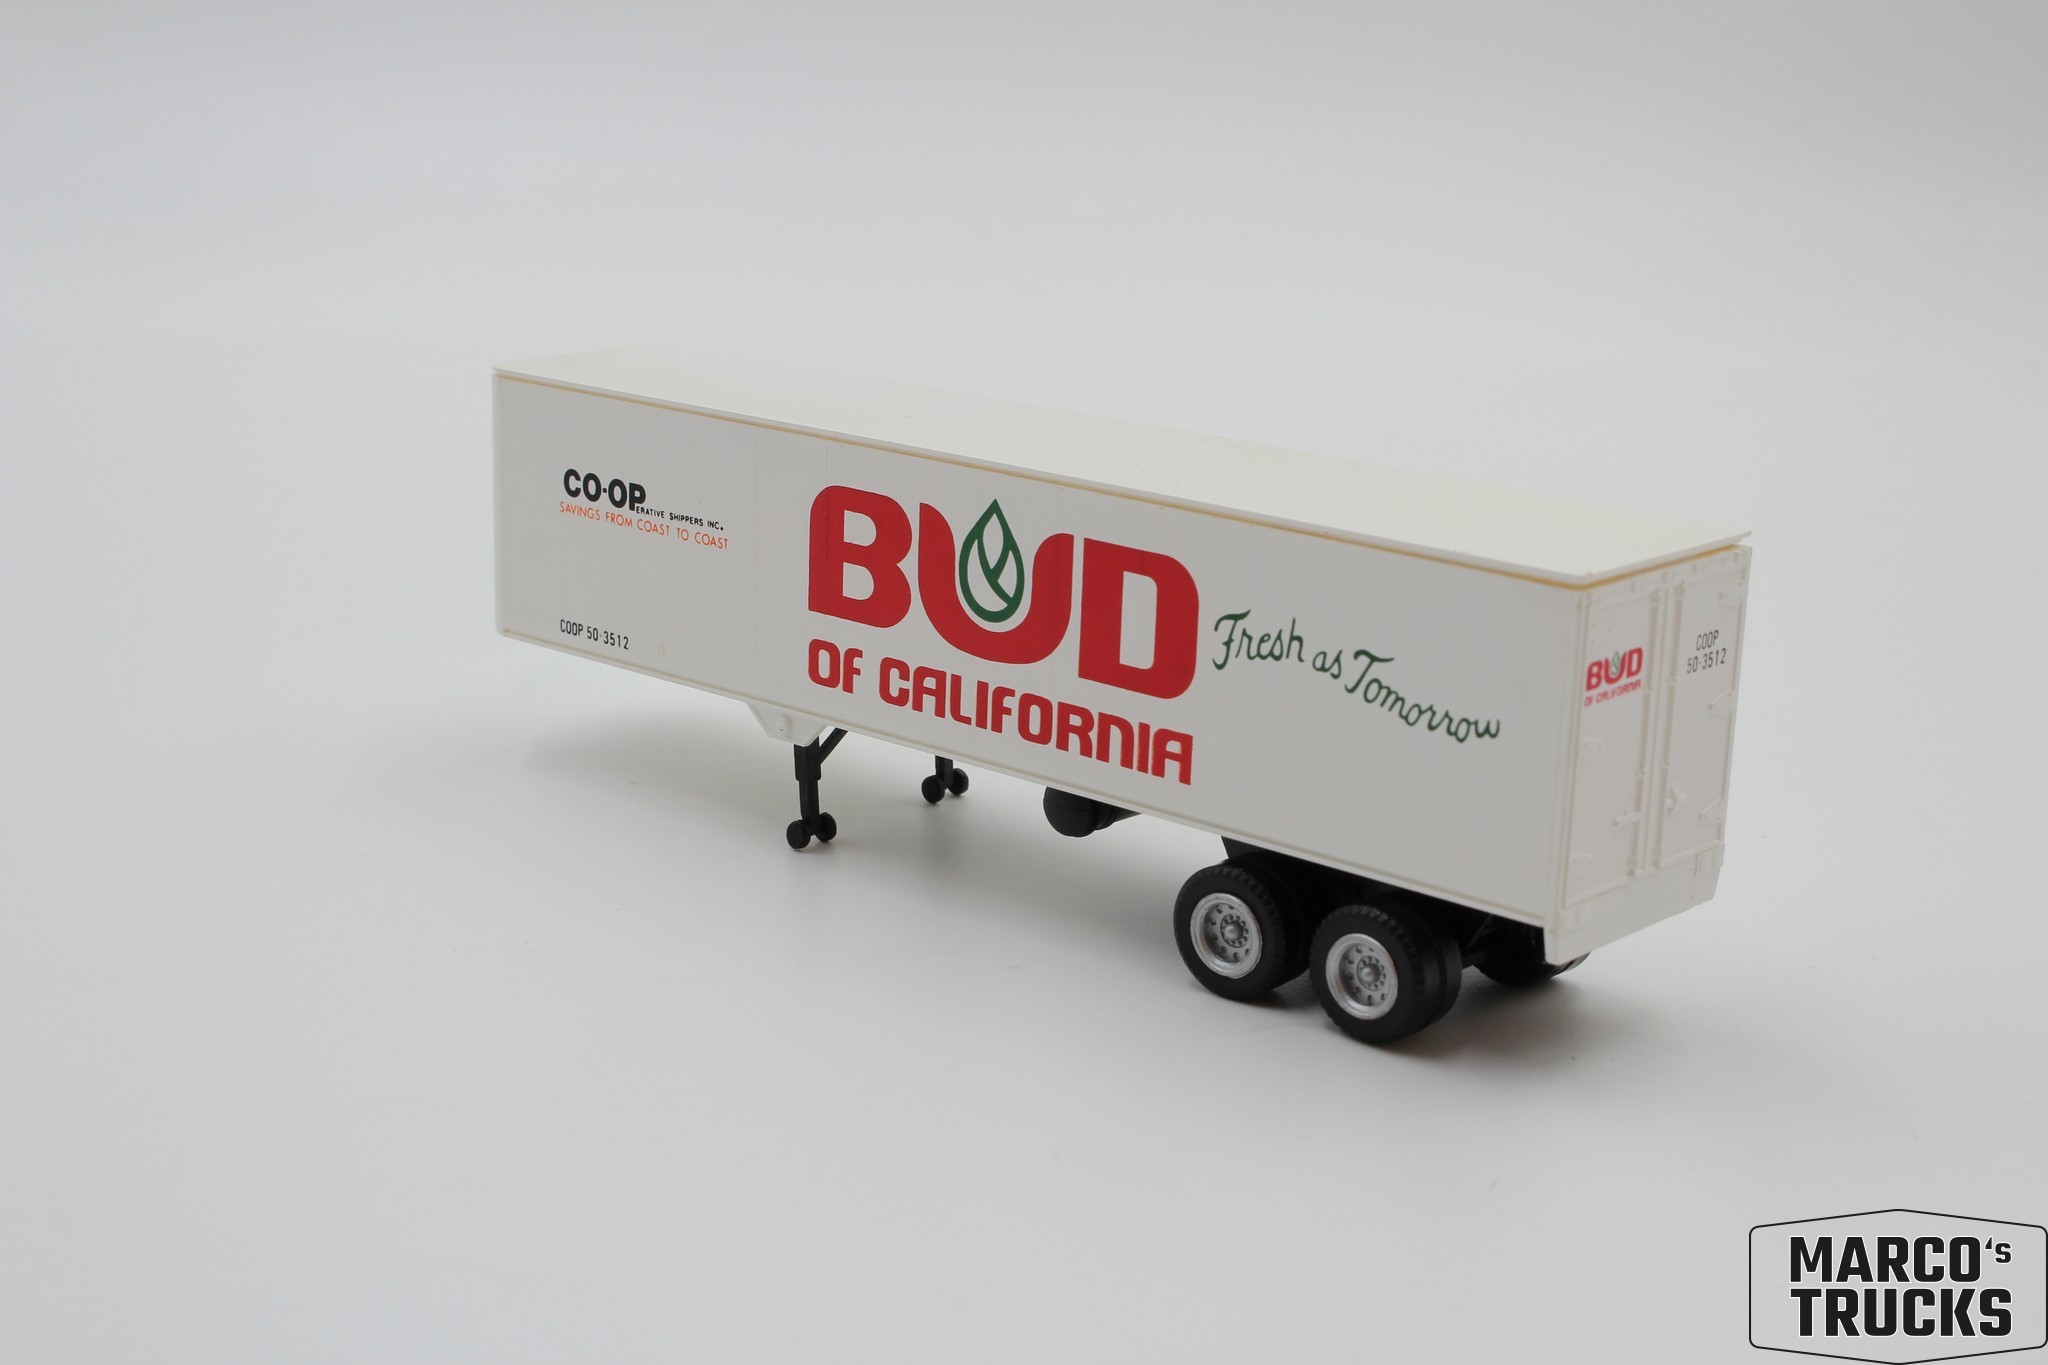 CO-OPERATIVE SHIPPERS INC.
SAVINGS FROM COAST TO COAST
COOP 50-3512
BUD
OF CALIFORNIA
Fresh as Tomorrow
BUD
OF CALIFORNIA
COOP
50-3512
MARCO's
TRUCKS